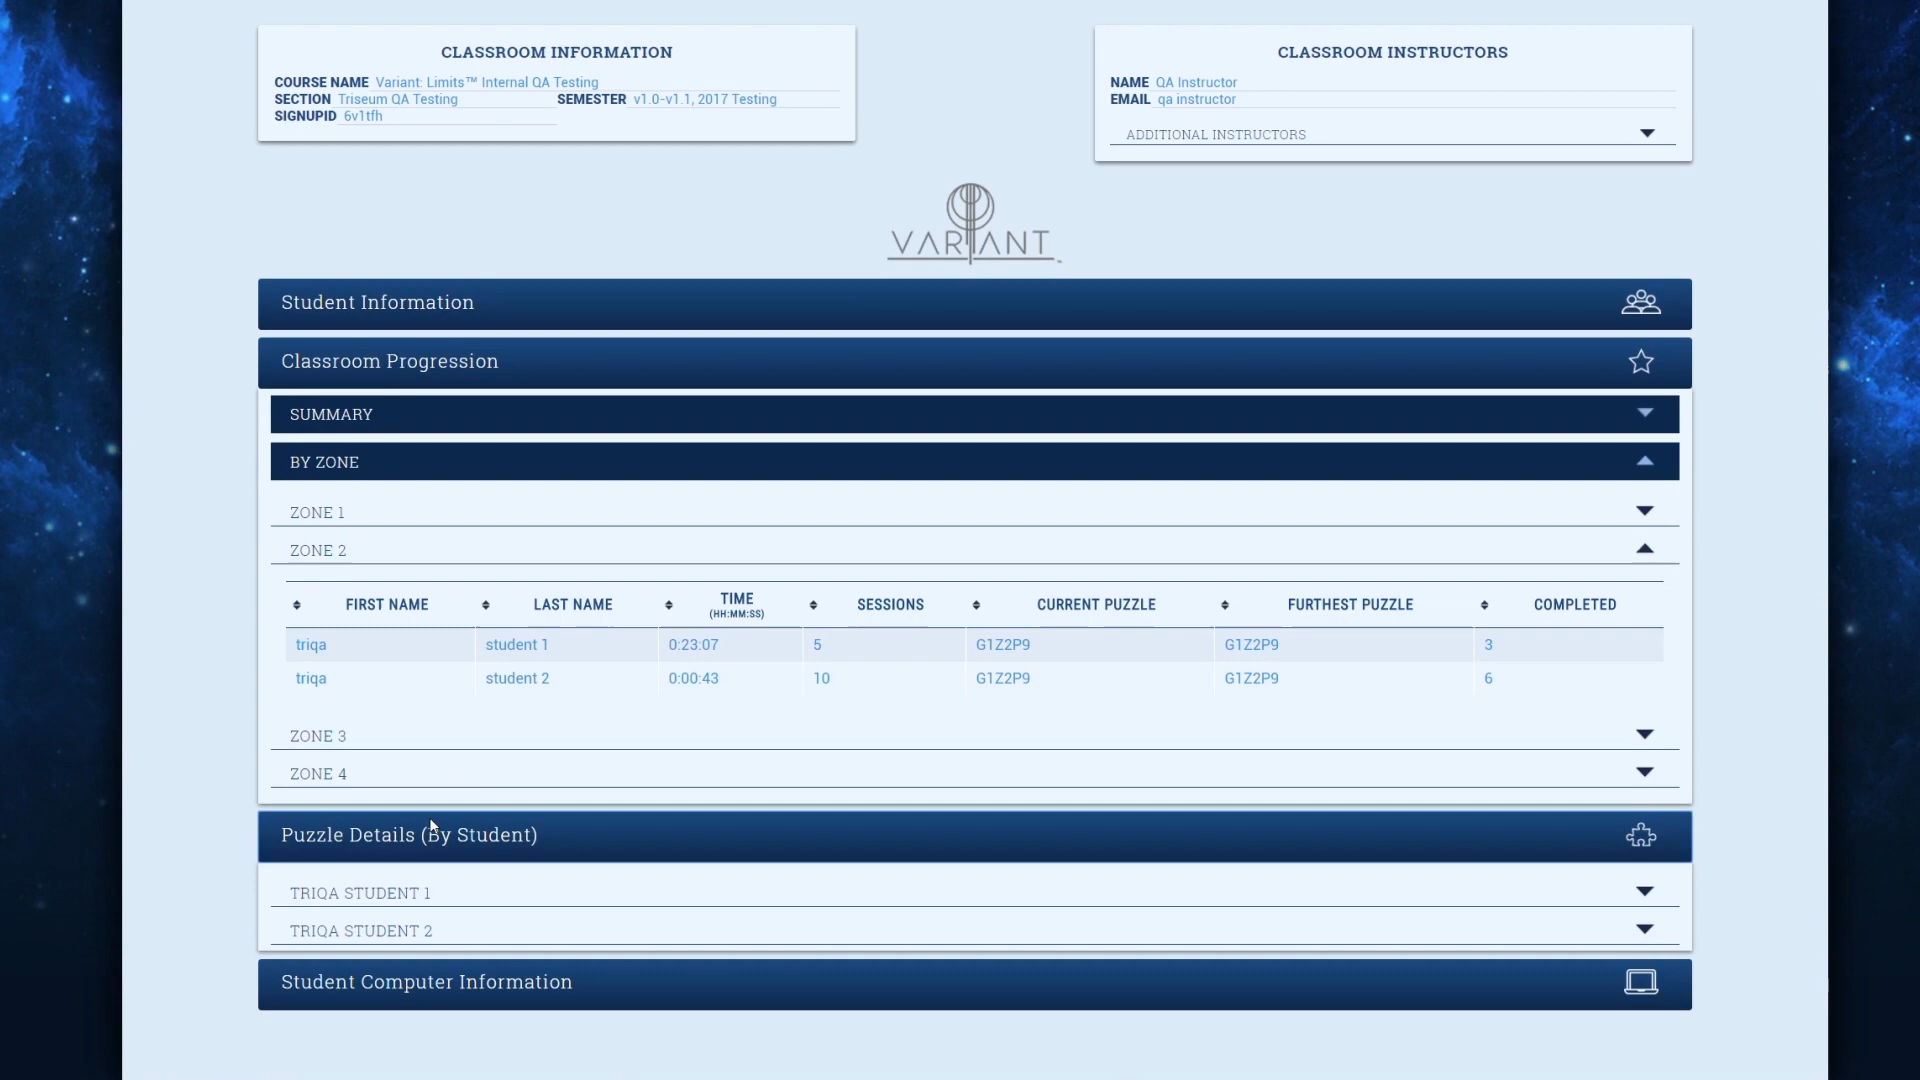 CLASSROOM INFORMATION
COURSE NAME Variant: Limits™ Internal QA Testing
SECTION Triseum QA Testing SEMESTER v1.0-v1.1, 2017 Testing
SIGNUPID 6v1tfh
CLASSROOM INSTRUCTORS
NAME QA Instructor
EMAIL qa instructor
ADDITIONAL INSTRUCTORS
VARIANT™
Student Information
Classroom Progression
SUMMARY
BY ZONE
ZONE 1
ZONE 2
FIRST NAME LAST NAME TIME (HH:MM:SS) SESSIONS CURRENT PUZZLE FURTHEST PUZZLE COMPLETED
triqa student 1 0:23:07 5 G1Z2P9 G1Z2P9 3
triqa student 2 0:00:43 10 G1Z2P9 G1Z2P9 6
ZONE 3
ZONE 4
Puzzle Details (By Student)
TRIQA STUDENT 1
TRIQA STUDENT 2
Student Computer Information